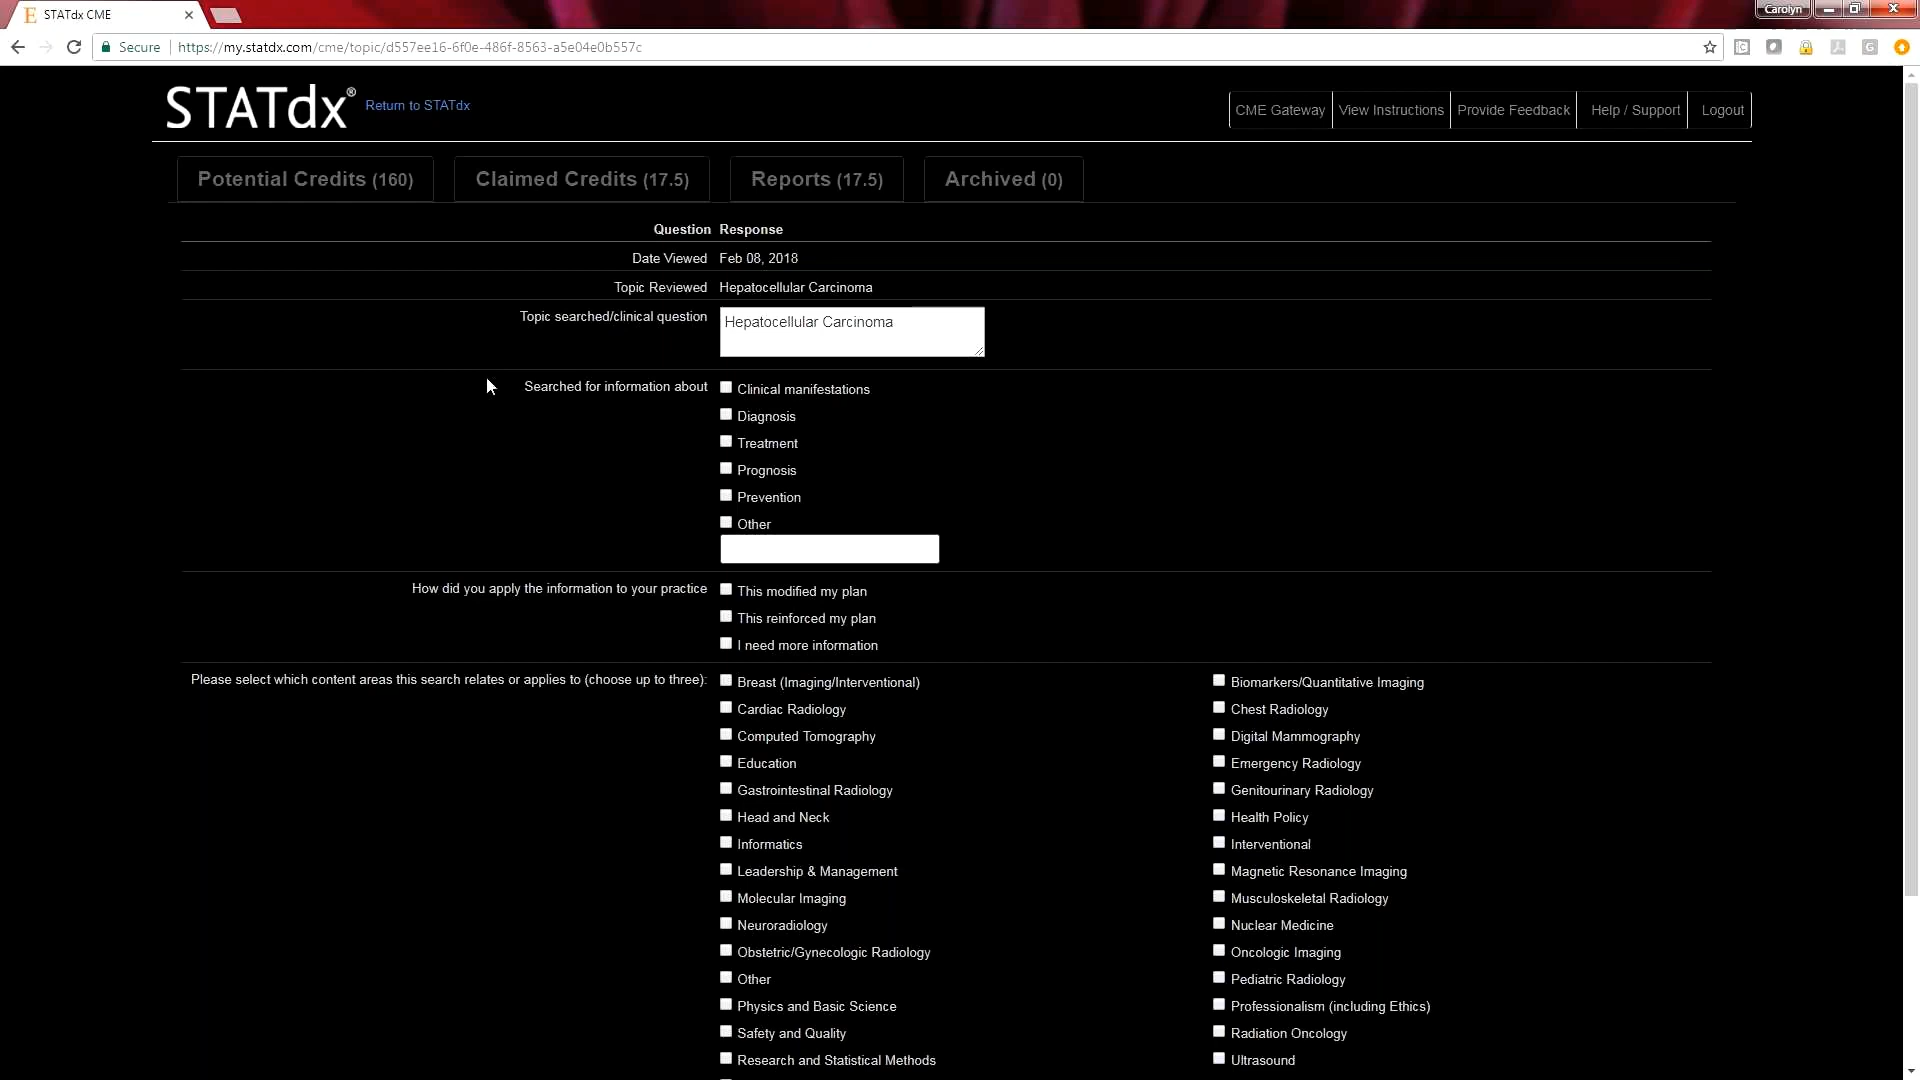 STATdx CME
Carolyn
Secure https://my.statdx.com/cme/topic/d557ee16-6f0e-486f-8563-a5e04e0b557c
STATdx® Return to STATdx
CME Gateway View Instructions Provide Feedback Help / Support Logout
Potential Credits (160) Claimed Credits (17.5) Reports (17.5) Archived (0)
Question Response
Date Viewed Feb 08, 2018
Topic Reviewed Hepatocellular Carcinoma
Topic searched/clinical question Hepatocellular Carcinoma
Searched for information about Clinical manifestations
Diagnosis
Treatment
Prognosis
Prevention
Other
How did you apply the information to your practice This modified my plan
This reinforced my plan
I need more information
Please select which content areas this search relates or applies to (choose up to three): Breast (Imaging/Interventional) Biomarkers/Quantitative Imaging
Cardiac Radiology Chest Radiology
Computed Tomography Digital Mammography
Education Emergency Radiology
Gastrointestinal Radiology Genitourinary Radiology
Head and Neck Health Policy
Informatics Interventional
Leadership & Management Magnetic Resonance Imaging
Molecular Imaging Musculoskeletal Radiology
Neuroradiology Nuclear Medicine
Obstetric/Gynecologic Radiology Oncologic Imaging
Other Pediatric Radiology
Physics and Basic Science Professionalism (including Ethics)
Safety and Quality Radiation Oncology
Research and Statistical Methods Ultrasound